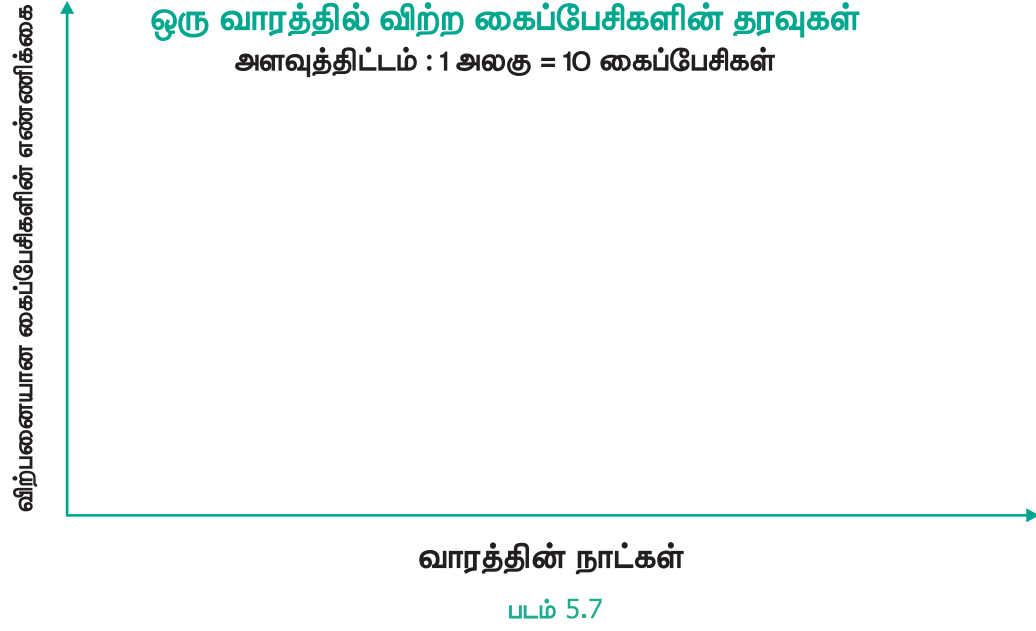 ஒரு வாரத்தில் விற்ற கைப்பேசிகளின் தரவுகள்
அளவுத்திட்டம் : 1 அலகு = 10 கைப்பேசிகள்
விற்பனையான கைப்பேசிகளின் எண்ணிக்கை
வாரத்தின் நாட்கள்
படம் 5.7